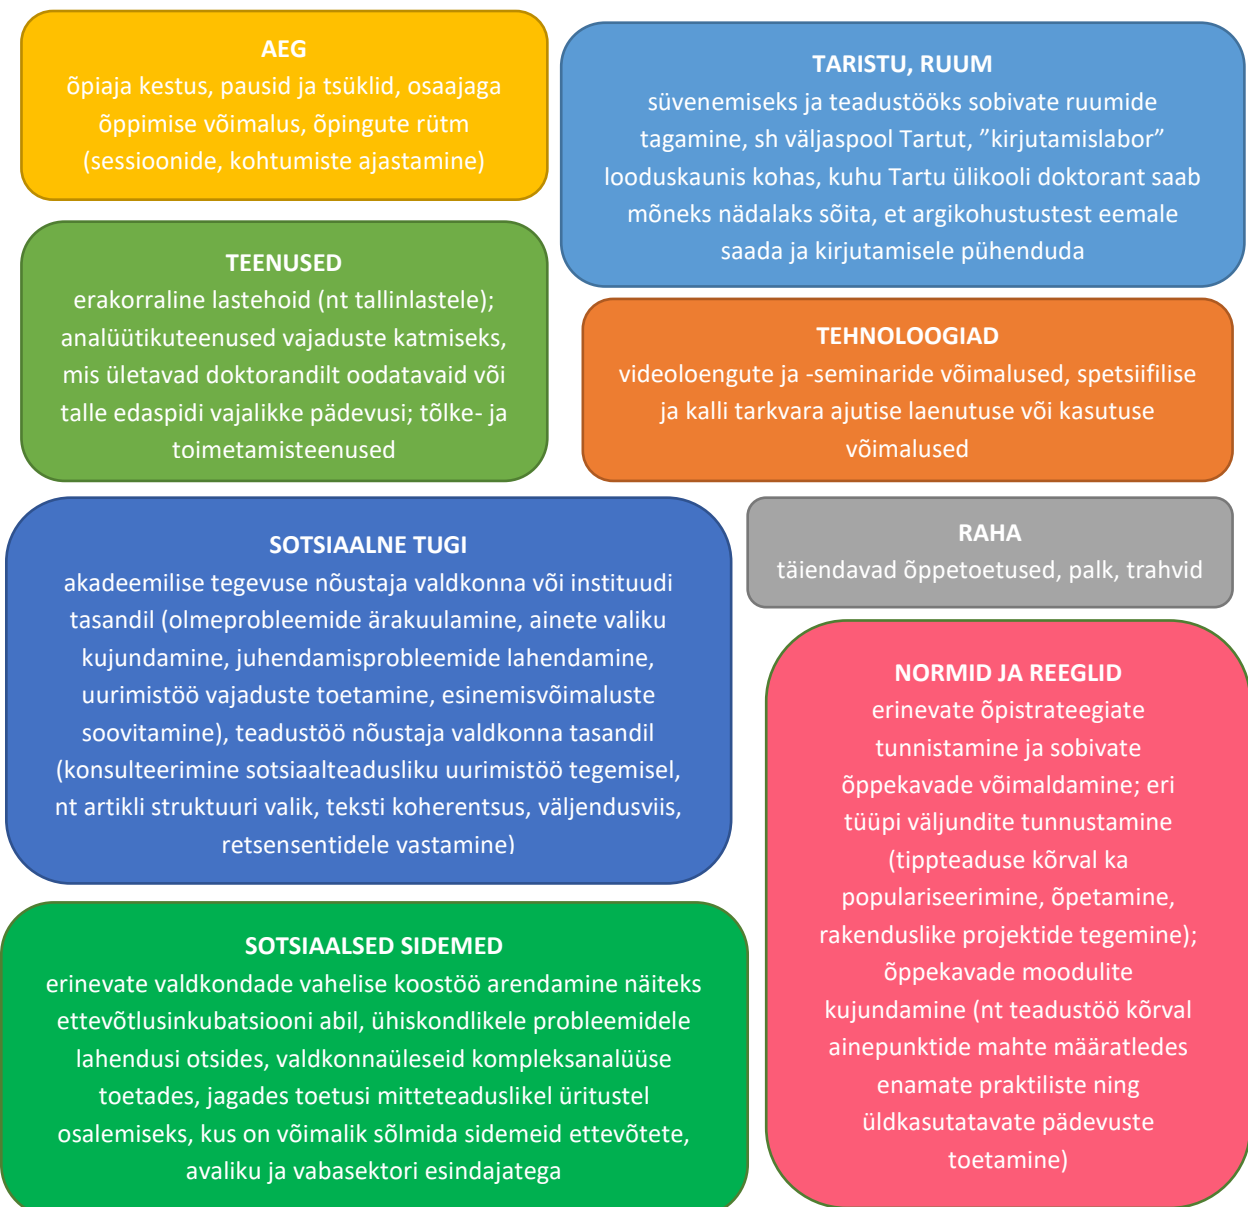 AEG
õpiaja kestus, pausid ja tsüklid, osaajaga
õppimise võimalus, õpingute rütm
(sessioonide, kohtumiste ajastamine)
TARISTU, RUUM
süvenemiseks ja teadustööks sobivate ruumide
tagamine, sh väljaspool Tartut, ”kirjutamislabor”
looduskaunis kohas, kuhu Tartu ülikooli doktorant saab
mõneks nädalaks sõita, et argikohustustest eemale
saada ja kirjutamisele pühenduda
TEENUSED
erakorraline lastehoid (nt tallinlastele);
analüütikuteenused vajaduste katmiseks,
mis ületavad doktorandilt oodatavaid või
talle edaspidi vajalikke pädevusi; tõlke- ja
toimetamisteenused
TEHNOLOOGIAD
videoloengute ja -seminaride võimalused, spetsiifilise
ja kalli tarkvara ajutise laenutuse või kasutuse
võimalused
SOTSIAALNE TUGI
akadeemilise tegevuse nõustaja valdkonna või instituudi
tasandil (olmeprobleemide ärakuulamine, ainete valiku
kujundamine, juhendamisprobleemide lahendamine,
uurimistöö vajaduste toetamine, esinemisvõimaluste
soovitamine), teadustöö nõustaja valdkonna tasandil
(konsulteerimine sotsiaalteadusliku uurimistöö tegemisel,
nt artikli struktuuri valik, teksti koherentsus, väljendusviis,
retsensentidele vastamine)
RAHA
täiendavad õppetoetused, palk, trahvid
NORMID JA REEGLID
erinevate õpistrateegiate
tunnistamine ja sobivate
õppekavade võimaldamine; eri
tüüpi väljundite tunnustamine
(tippteaduse kõrval ka
populariseerimine, õpetamine,
rakenduslike projektide tegemine);
õppekavade moodulite
kujundamine (nt teadustöö kõrval
ainepunktide mahte määratledes
enamate praktiliste ning
üldkasutatavate pädevuste
toetamine)
SOTSIAALSED SIDEMED
erinevate valdkondade vahelise koostöö arendamine näiteks
ettevõtlusinkubatsiooni abil, ühiskondlikele probleemidele
lahendusi otsides, valdkonnaüleseid kompleksanalüüse
toetades, jagades toetusi mitteteaduslikel üritustel
osalemiseks, kus on võimalik sõlmida sidemeid ettevõtete,
avaliku ja vabasektori esindajatega